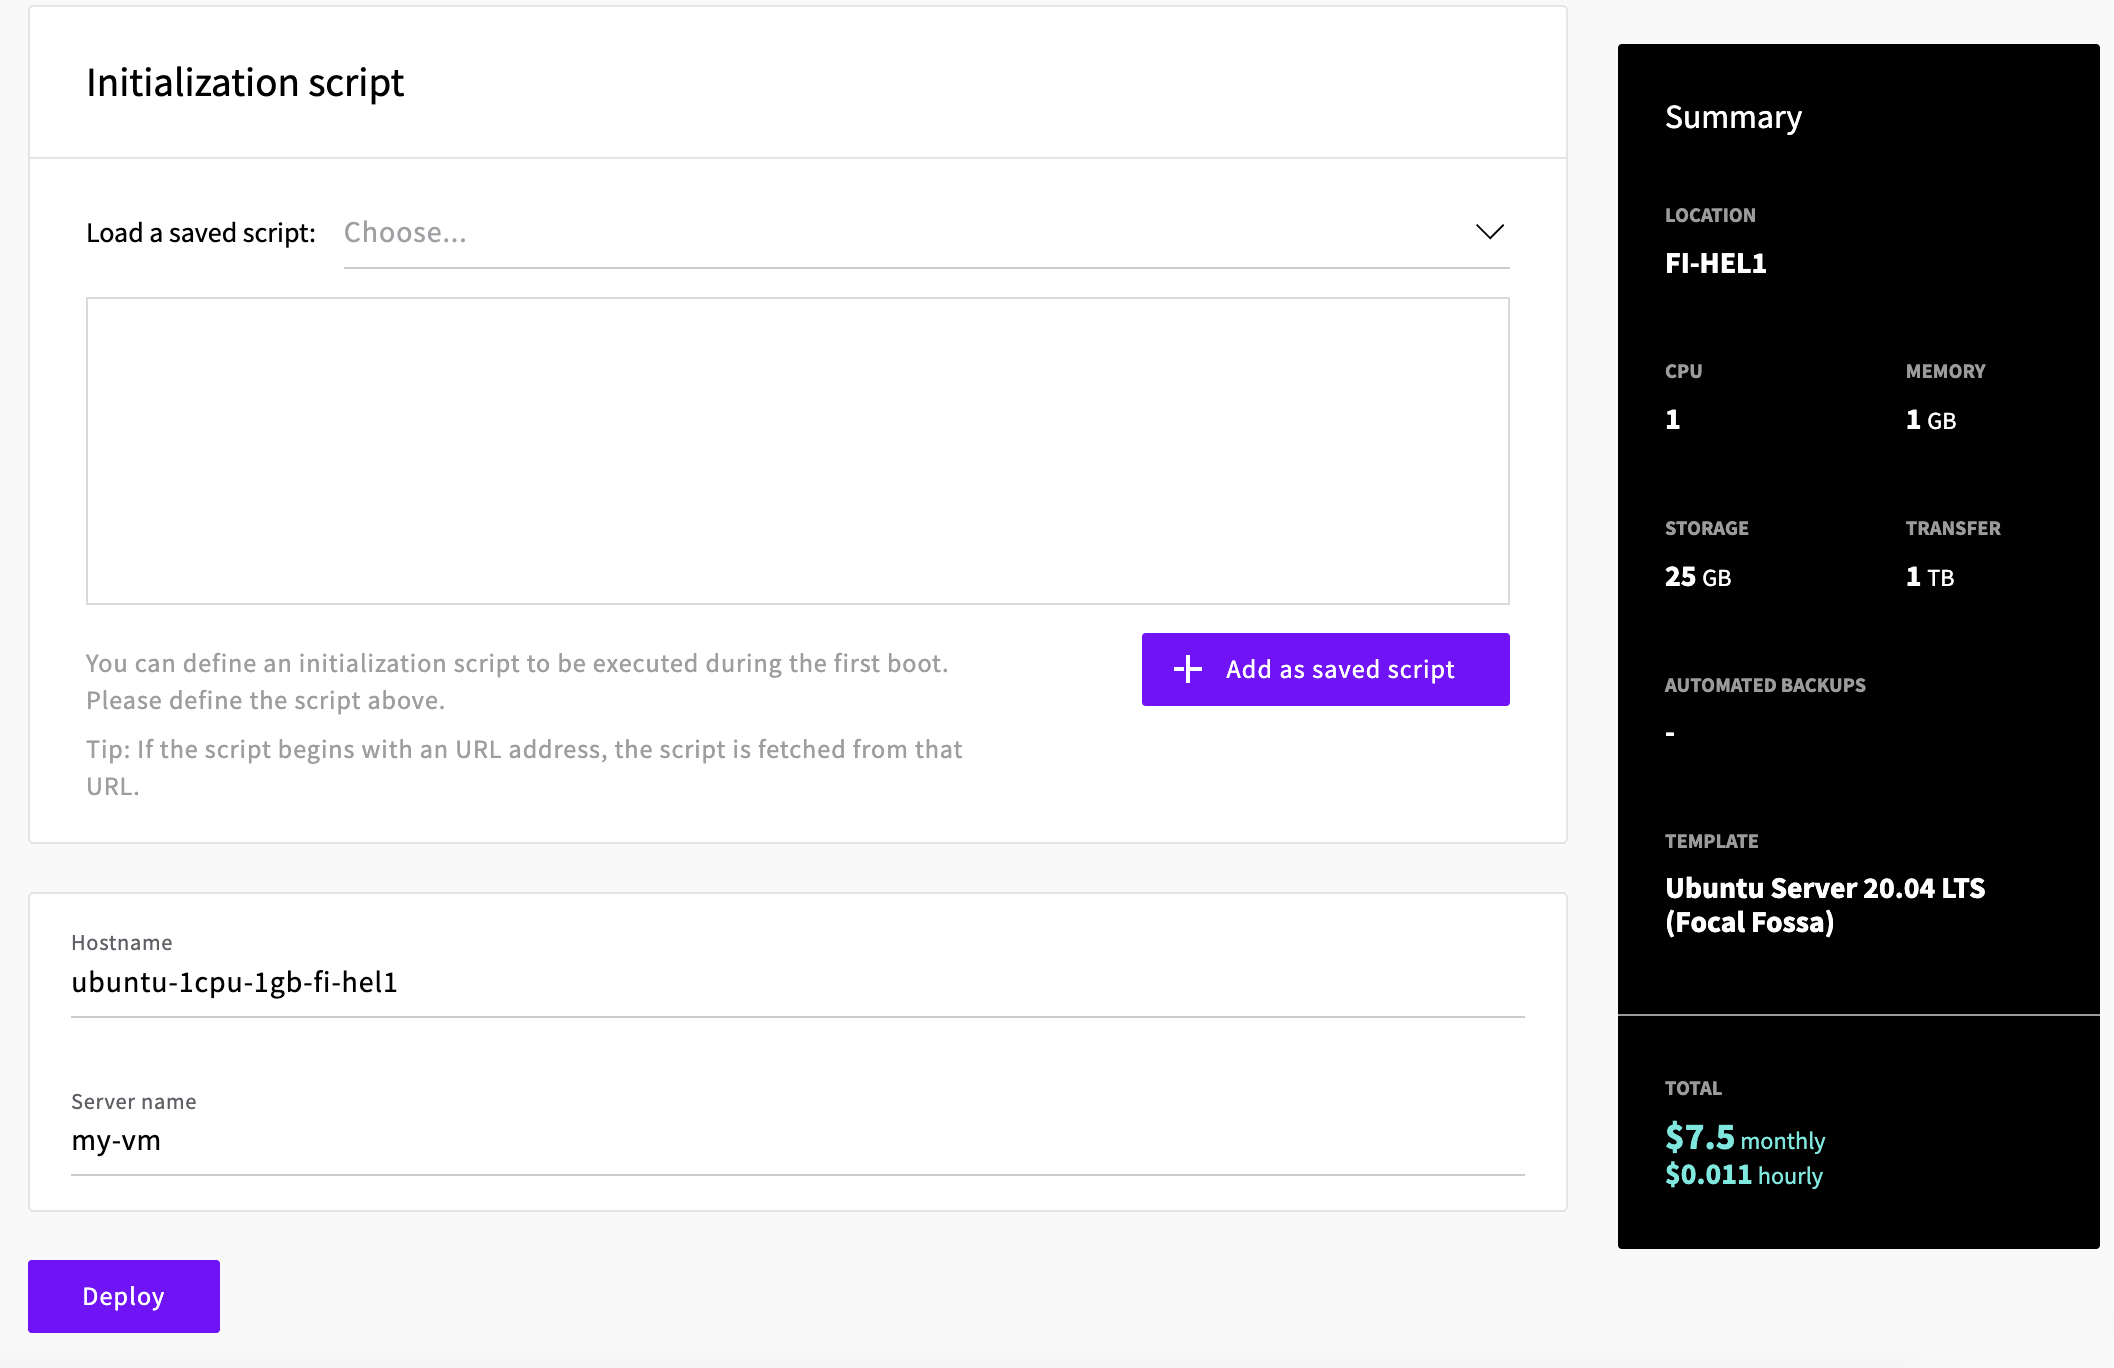 Initialization script
Load a saved script: Choose...
You can define an initialization script to be executed during the first boot.
Please define the script above.
Add as saved script
Tip: If the script begins with an URL address, the script is fetched from that
URL.
Hostname
ubuntu-1cpu-1gb-fi-hel1
Server name
my-vm
Deploy
Summary
LOCATION
FI-HEL1
CPU
1
MEMORY
1 GB
STORAGE
25 GB
TRANSFER
1 TB
AUTOMATED BACKUPS
-
TEMPLATE
Ubuntu Server 20.04 LTS
(Focal Fossa)
TOTAL
$7.5 monthly
$0.011 hourly